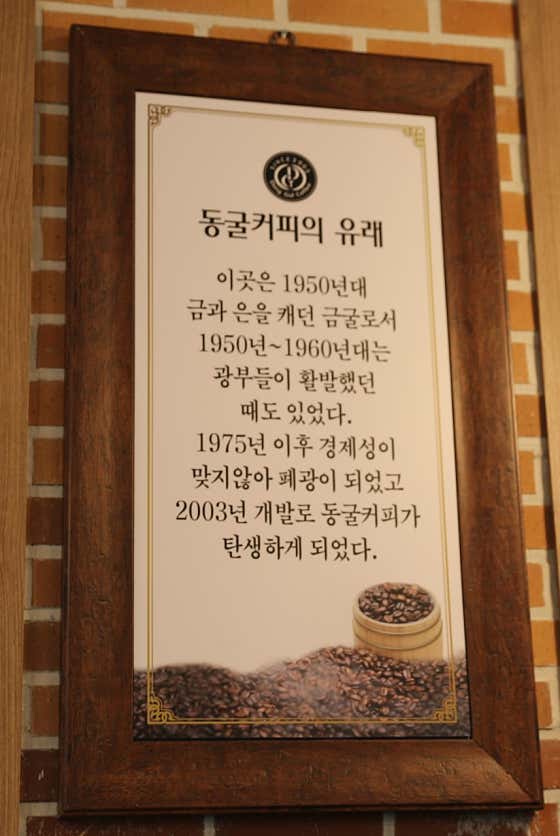 동굴커피의 유래
이곳은 1950년대
금과 은을 캐던 금굴로서
1950년~1960년대는
광부들이 활발했던
때도 있었다.
1975년 이후 경제성이
맞지않아 폐광이 되었고
2003년 개발로 동굴커피가
탄생하게 되었다.